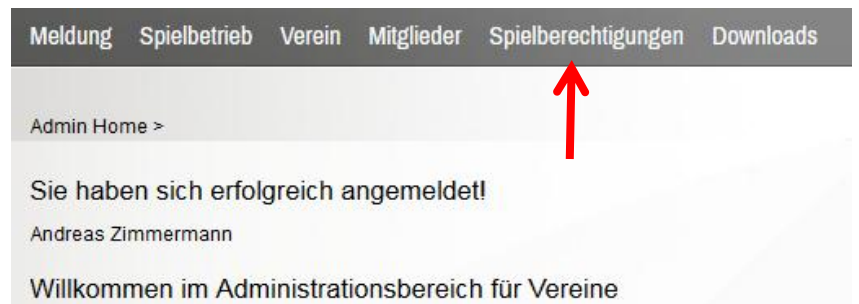 Meldung Spielbetrieb Verein Mitglieder Spielberechtigungen Downloads
Admin Home >
Sie haben sich erfolgreich angemeldet!
Andreas Zimmermann
Willkommen im Administrationsbereich für Vereine